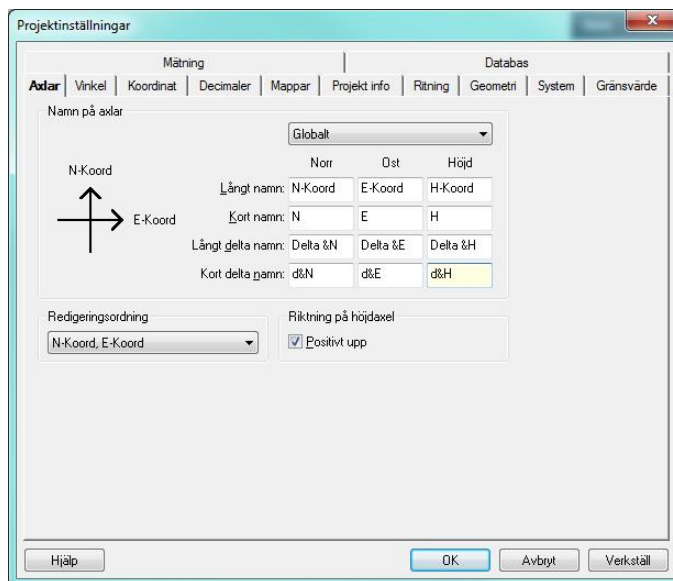 Projektinställningar
Mätning Databas
Axlar Vinkel Koordinat Decimaler Mappar Projekt info Ritning Geometri System Gränsvärde
Namn på axlar
Globalt
Norr Ost Höjd
N-Koord
E-Koord
Långt namn: N-Koord E-Koord H-Koord
Kort namn: N E H
Långt delta namn: Delta &N Delta &E Delta &H
Kort delta namn: d&N d&E d&H
Redigeringsordning
N-Koord, E-Koord
Riktning på höjdaxel
Positivt upp
Hjälp OK Avbryt Verkställ